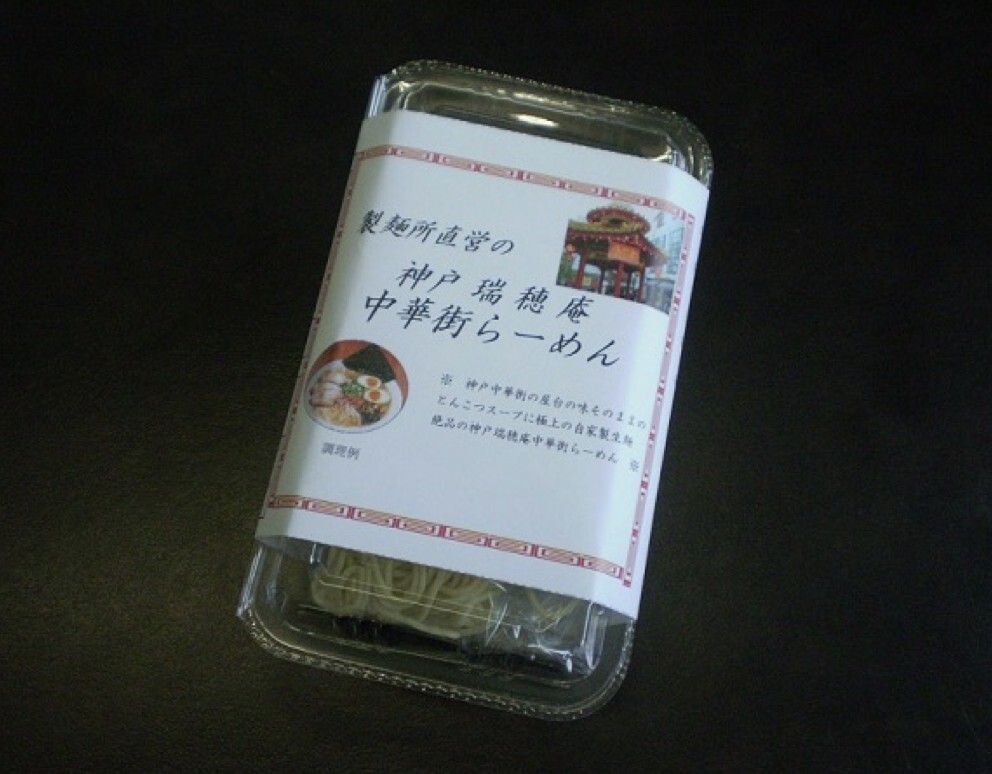 製麺所直営の
神戸 瑞穂庵
中華街らーめん
※ 神戸中華街の屋台の味そのままの
とんこつスープに極上の自家製生麺
絶品の神戸瑞穂庵中華街らーめん ※
調理例